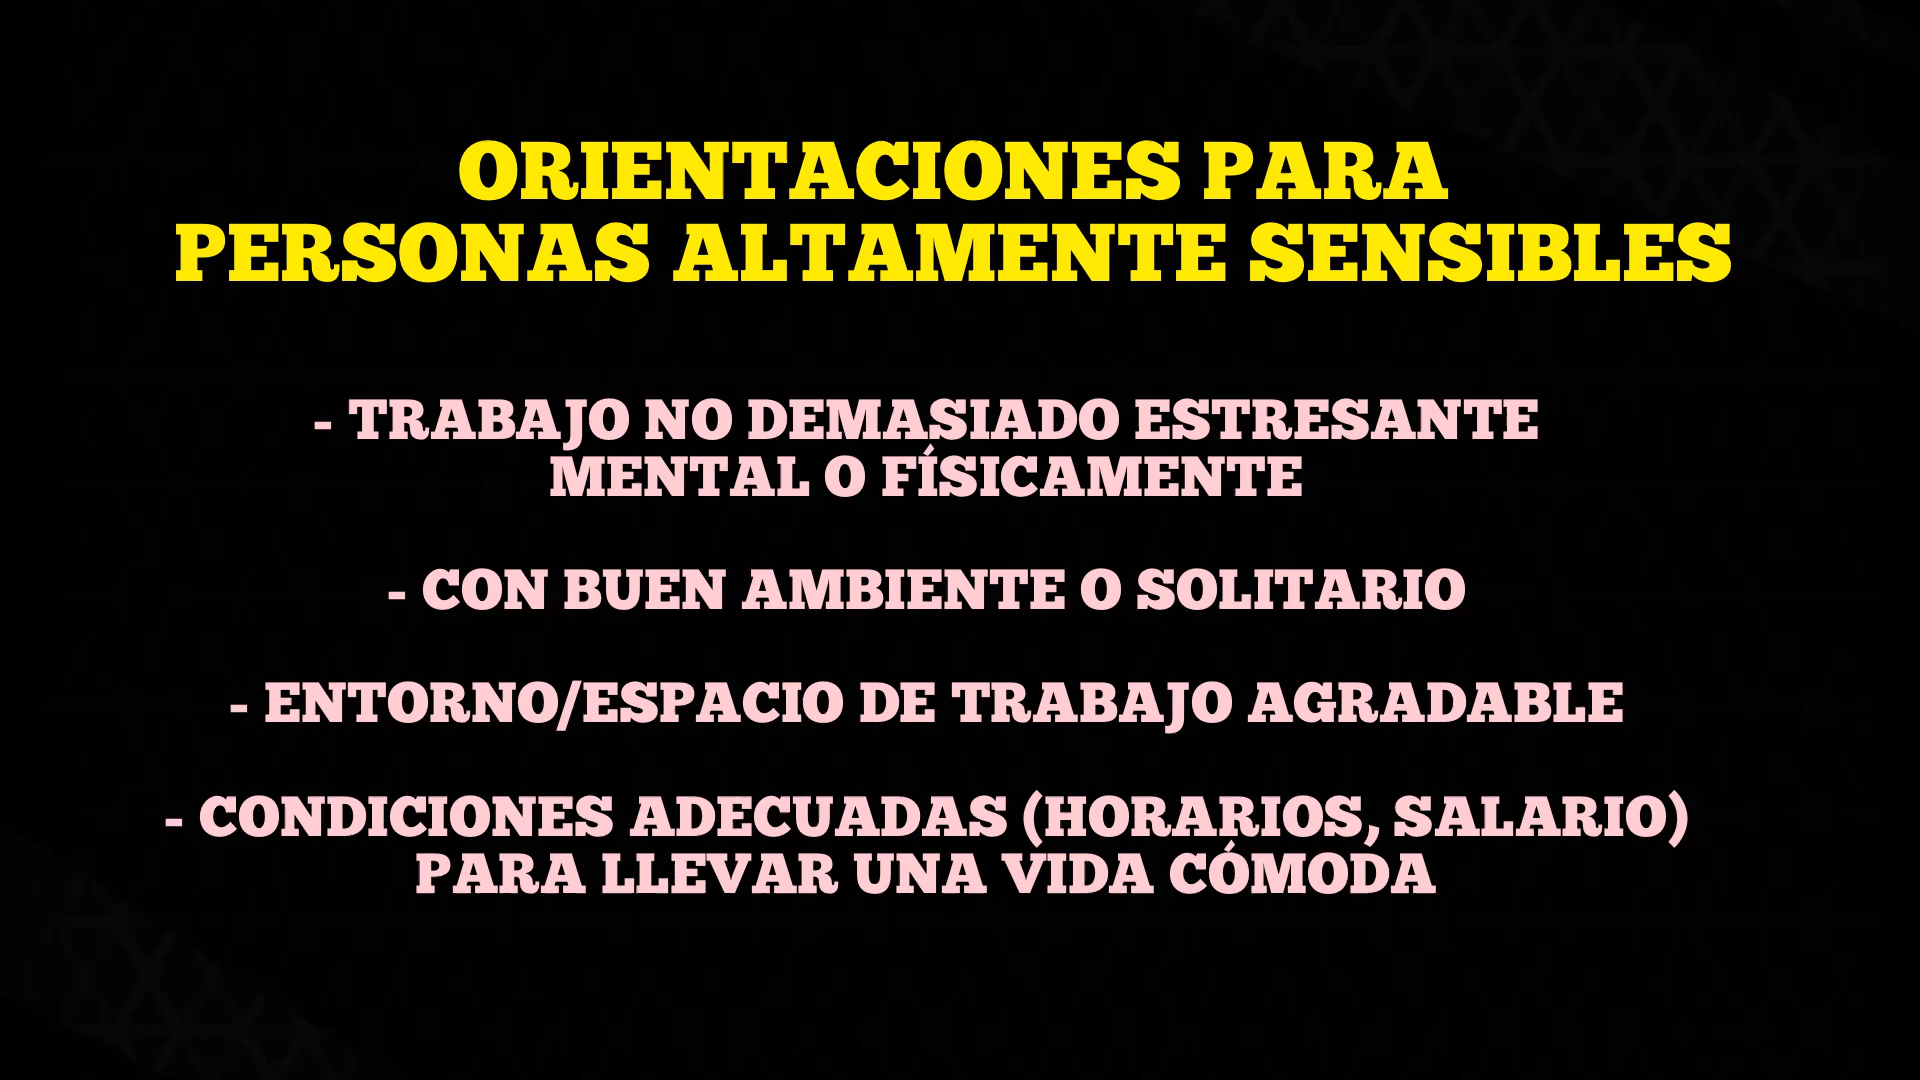 ORIENTACIONES PARA
PERSONAS ALTAMENTE SENSIBLES
- TRABAJO NO DEMASIADO ESTRESANTE
MENTAL O FÍSICAMENTE
- CON BUEN AMBIENTE O SOLITARIO
- ENTORNO/ESPACIO DE TRABAJO AGRADABLE
- CONDICIONES ADECUADAS (HORARIOS, SALARIO)
PARA LLEVAR UNA VIDA CÓMODA